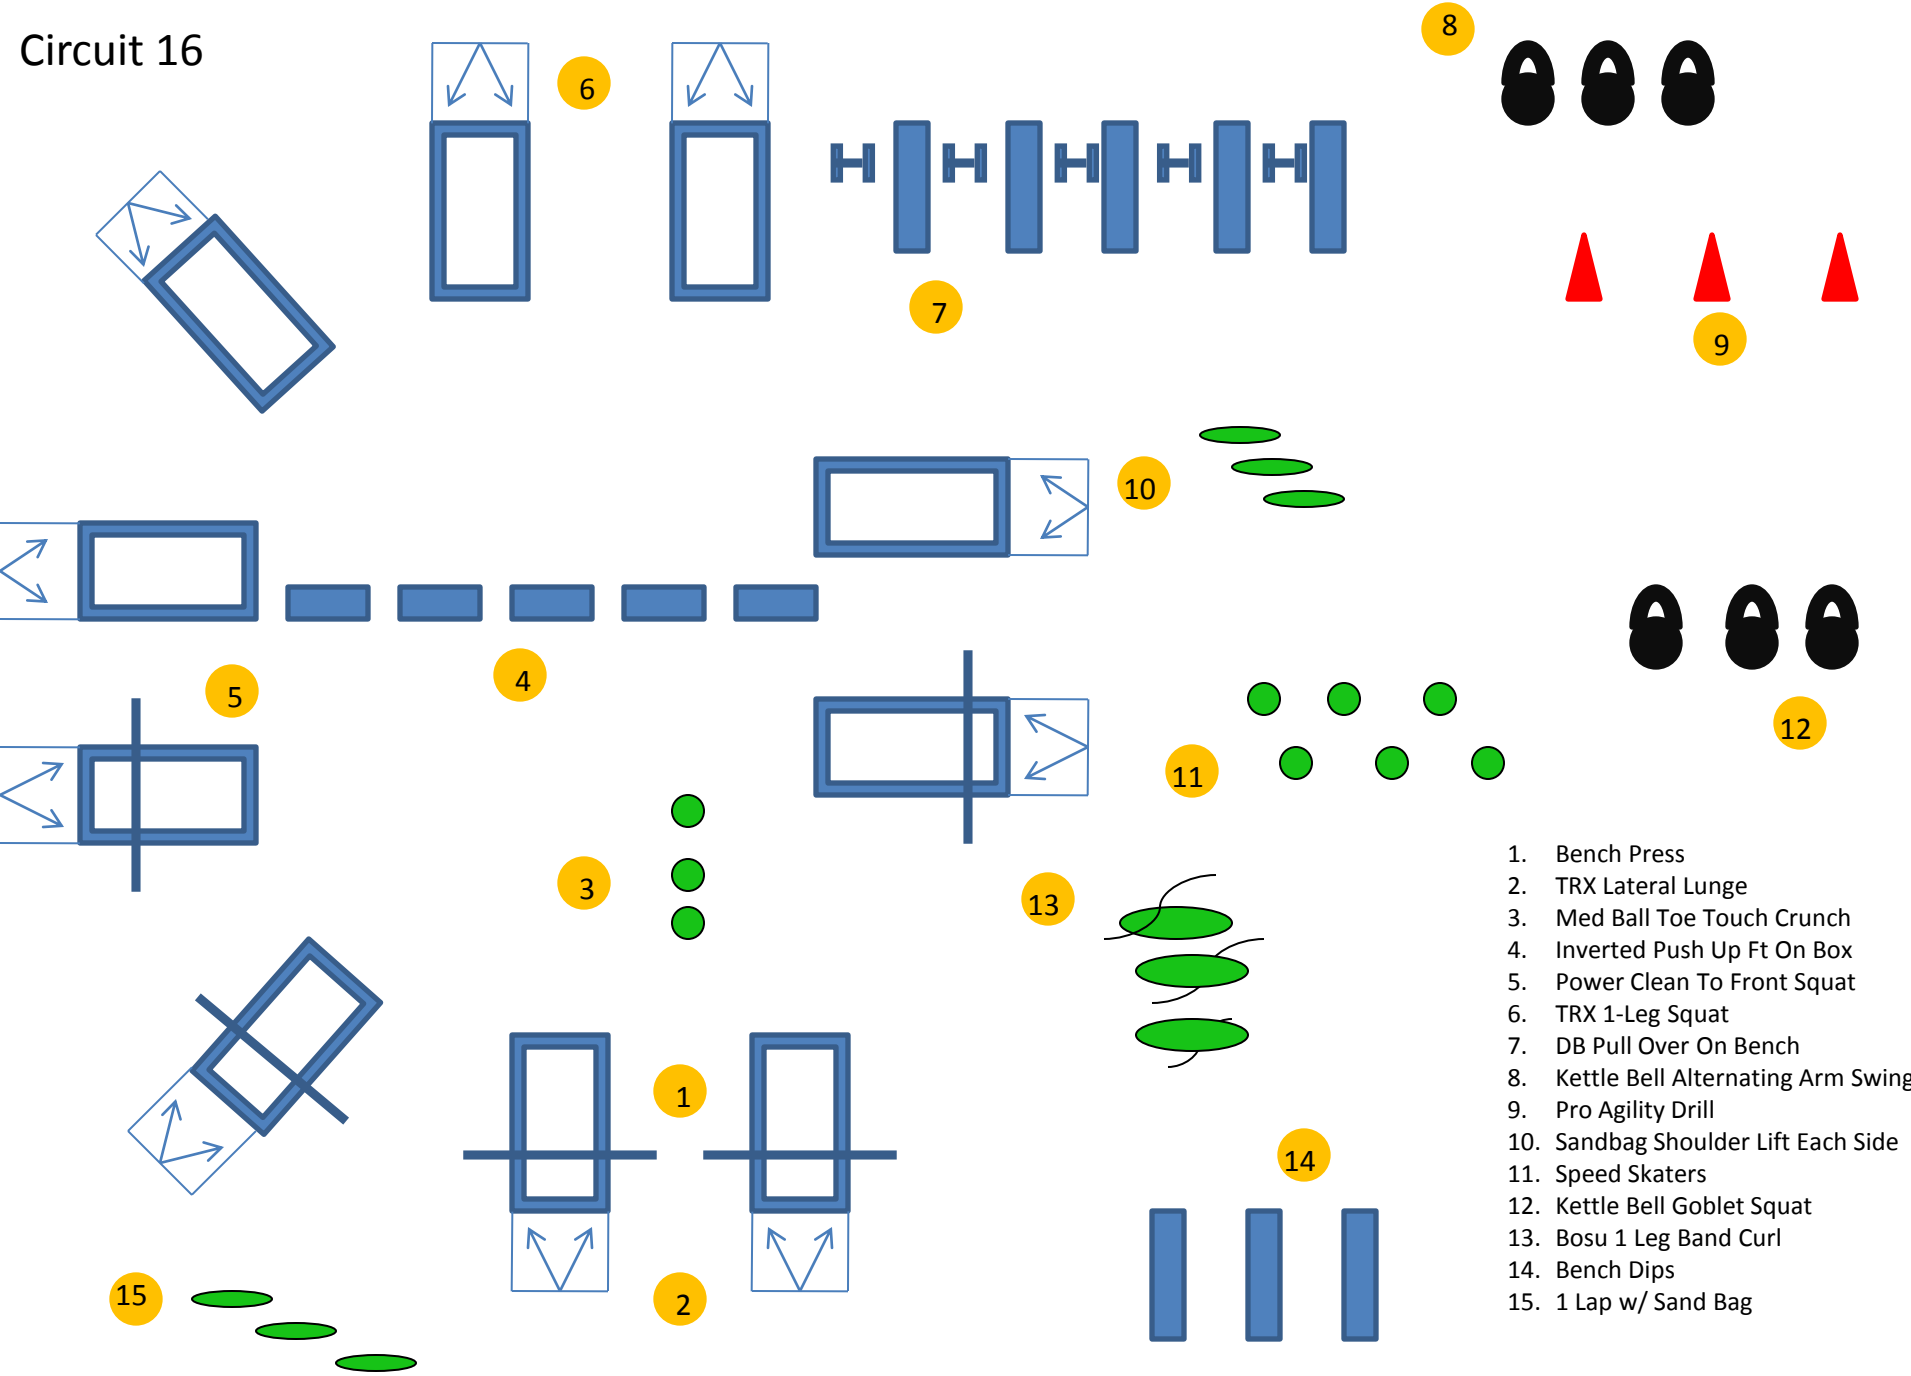 Circuit 16
8
6
7
9
10
5
4
12
11
3
13
1
14
15
2
1. Bench Press
2. TRX Lateral Lunge
3. Med Ball Toe Touch Crunch
4. Inverted Push Up Ft On Box
5. Power Clean To Front Squat
6. TRX 1-Leg Squat
7. DB Pull Over On Bench
8. Kettle Bell Alternating Arm Swing
9. Pro Agility Drill
10. Sandbag Shoulder Lift Each Side
11. Speed Skaters
12. Kettle Bell Goblet Squat
13. Bosu 1 Leg Band Curl
14. Bench Dips
15. 1 Lap w/ Sand Bag